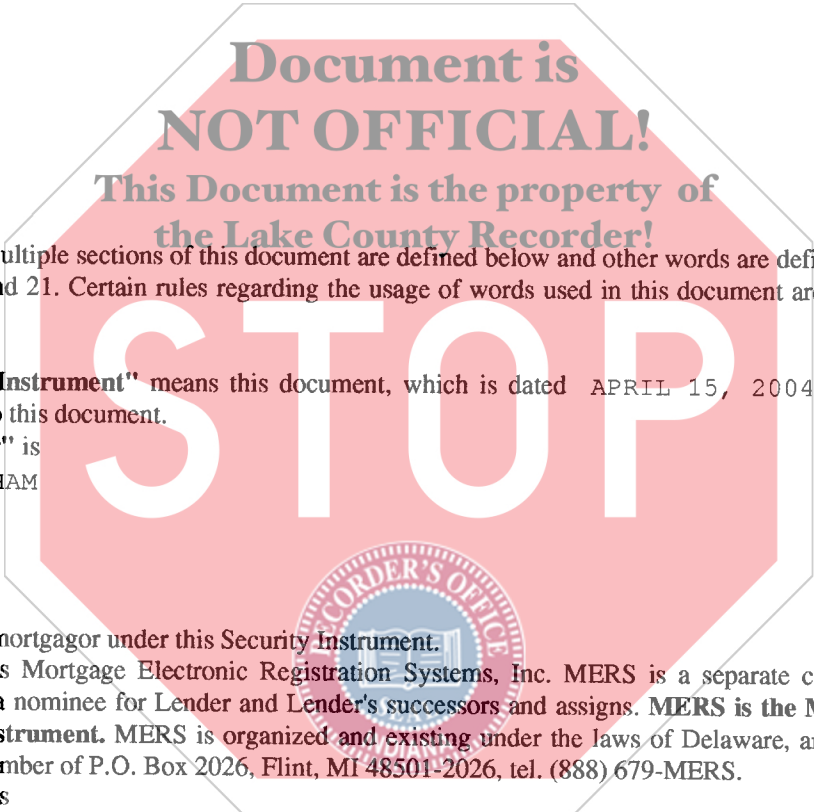 Document is
NOT OFFICIAL!
This Document is the property of
the Lake County Recorder!
ultiple sections of this document are defined below and other words are defi
d 21. Certain rules regarding the usage of words used in this document ar
STOP
Instrument" means this document, which is dated APRIL 15, 2004
this document.
" is
HAM
RECORDER'S OFFICE
nortgagor under this Security Instrument.
s Mortgage Electronic Registration Systems, Inc. MERS is a separate c
a nominee for Lender and Lender's successors and assigns. MERS is the M
strument. MERS is organized and existing under the laws of Delaware, a
mber of P.O. Box 2026, Flint, MI 48501-2026, tel. (888) 679-MERS.
SEAL
INDIANA
s